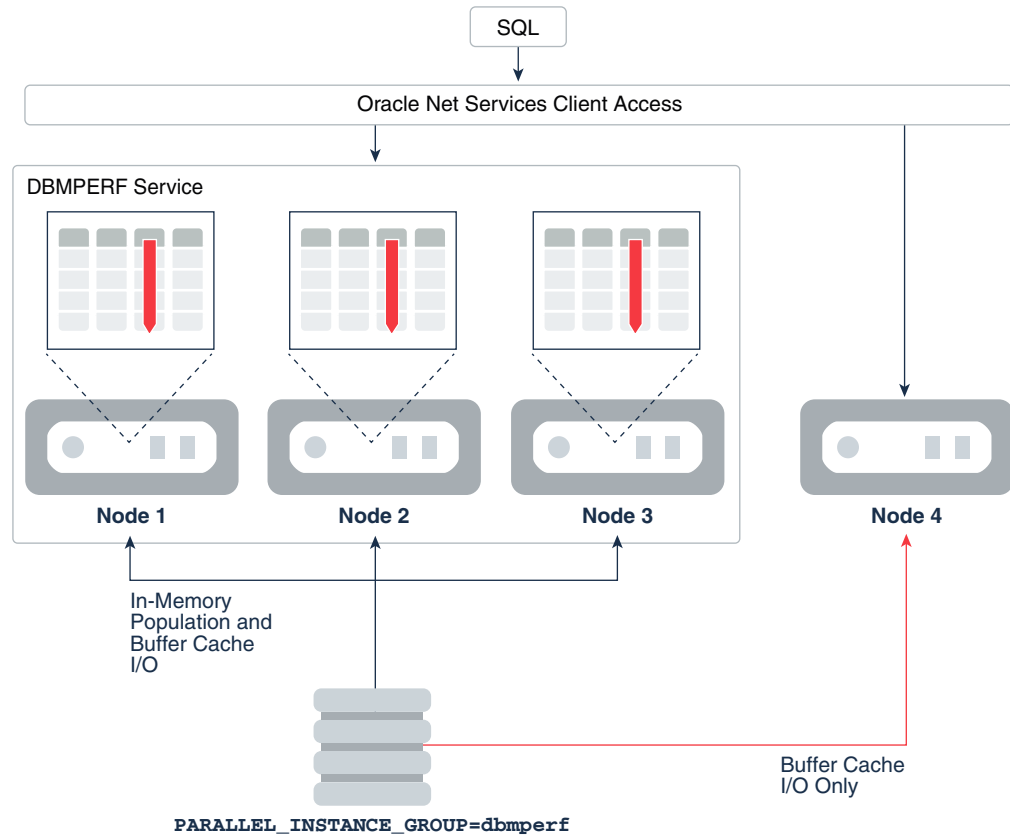 SQL
Oracle Net Services Client Access
DBMPERF Service
Node 1
Node 2
Node 3
Node 4
In-Memory
Population and
Buffer Cache
I/O
Buffer Cache
I/O Only
PARALLEL_INSTANCE_GROUP=dbmperf